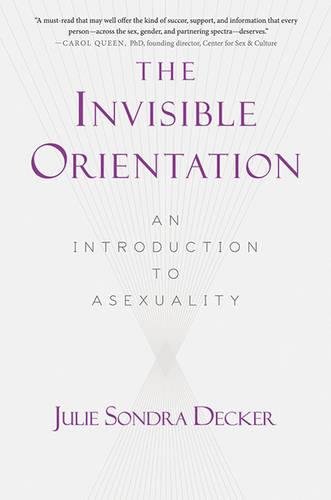 "A must-read that may well offer the kind of succor, support, and information that every
person—across the sex, gender, and partnering spectra—deserves."
—CAROL QUEEN, PhD, founding director, Center for Sex & Culture
THE
INVISIBLE
ORIENTATION
AN
INTRODUCTION
TO
ASEXUALITY
JULIE SONDRA DECKER